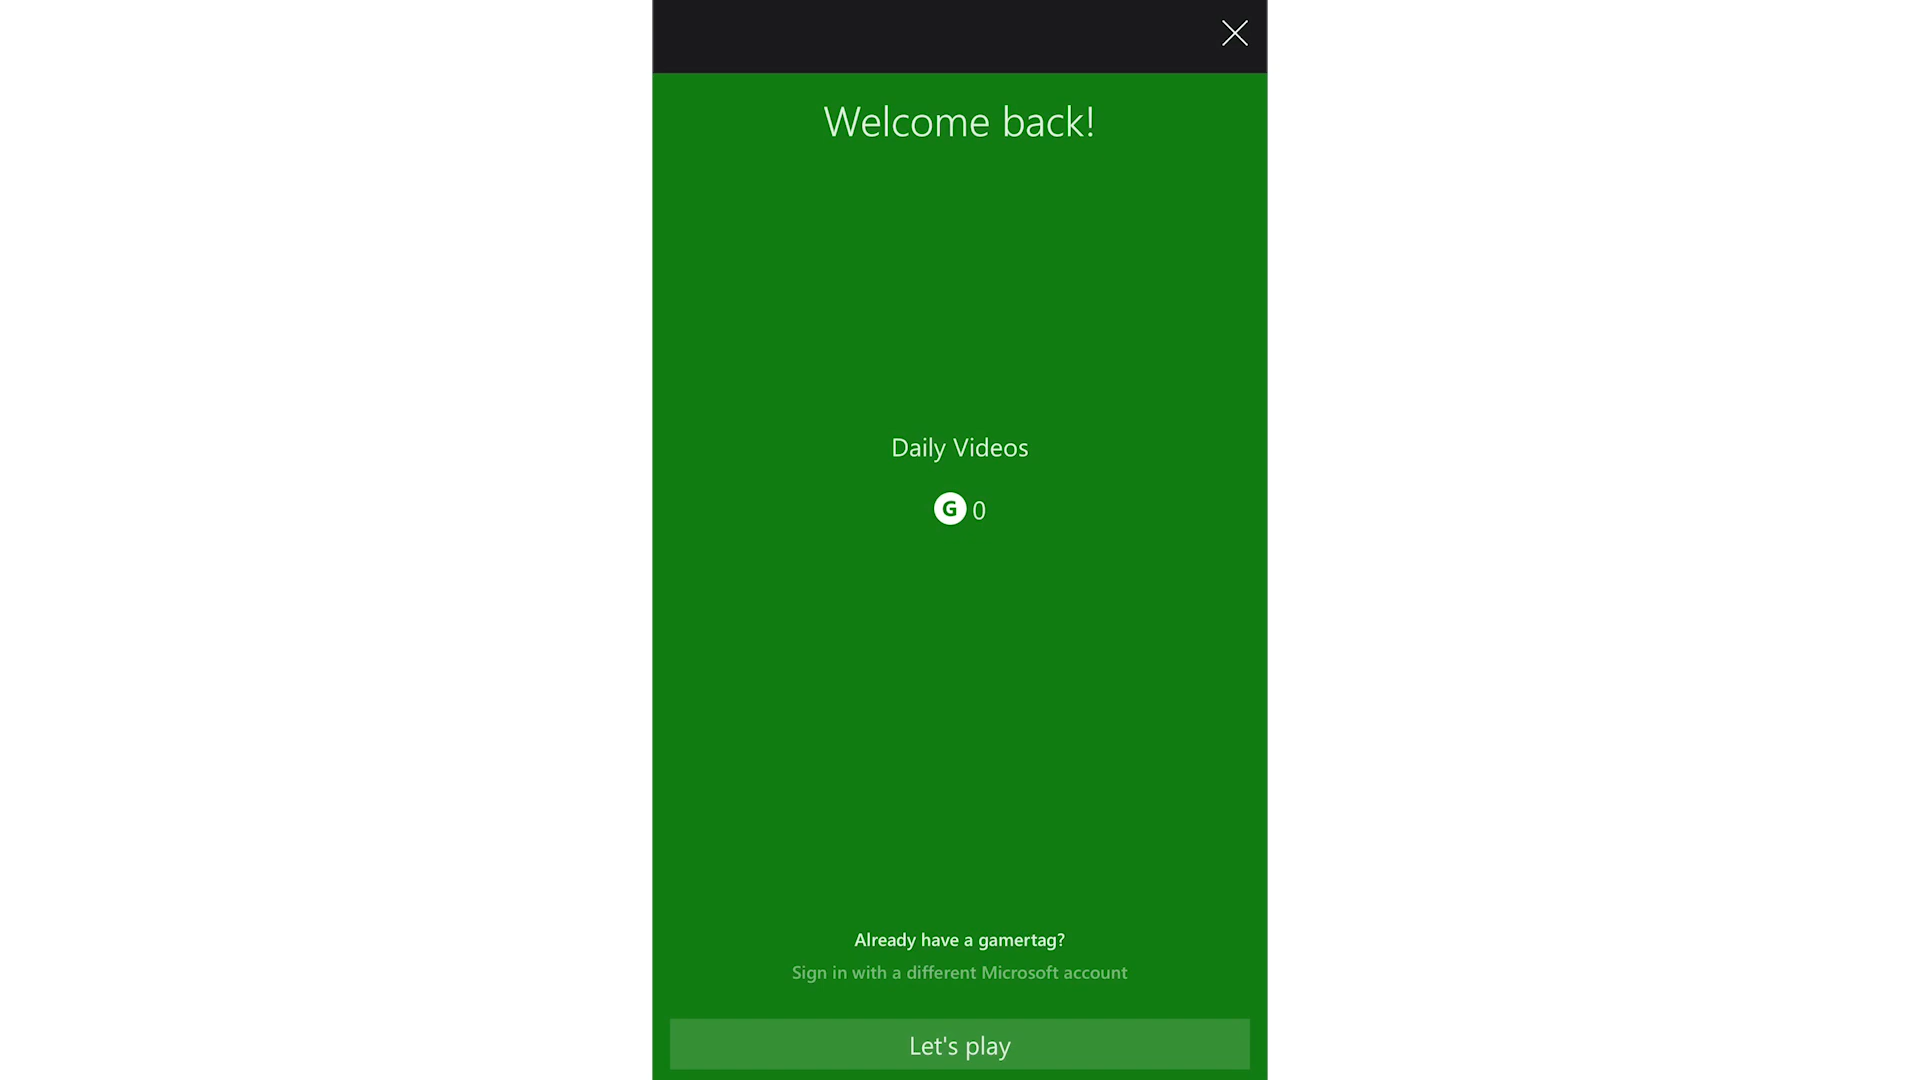 Welcome back!
Daily Videos
G 0
Already have a gamertag?
Sign in with a different Microsoft account
Let's play